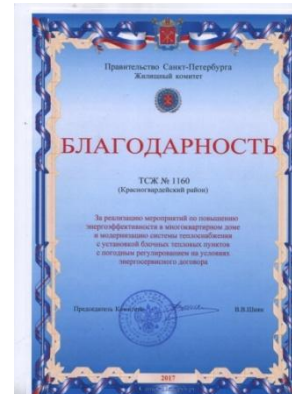 Правительство Санкт-Петербурга
Жилищный комитет
БЛАГОДАРНОСТЬ
ТСЖ № 1160
(Красногвардейский район)
За реализацию мероприятий по повышению
энергоэффективности в многоквартирном доме
и модернизацию системы теплоснабжения
с установкой блочных тепловых пунктов
с погодным регулированием на условиях
энергосервисного договора
Председатель Комитета
В.В.Шиян
2017